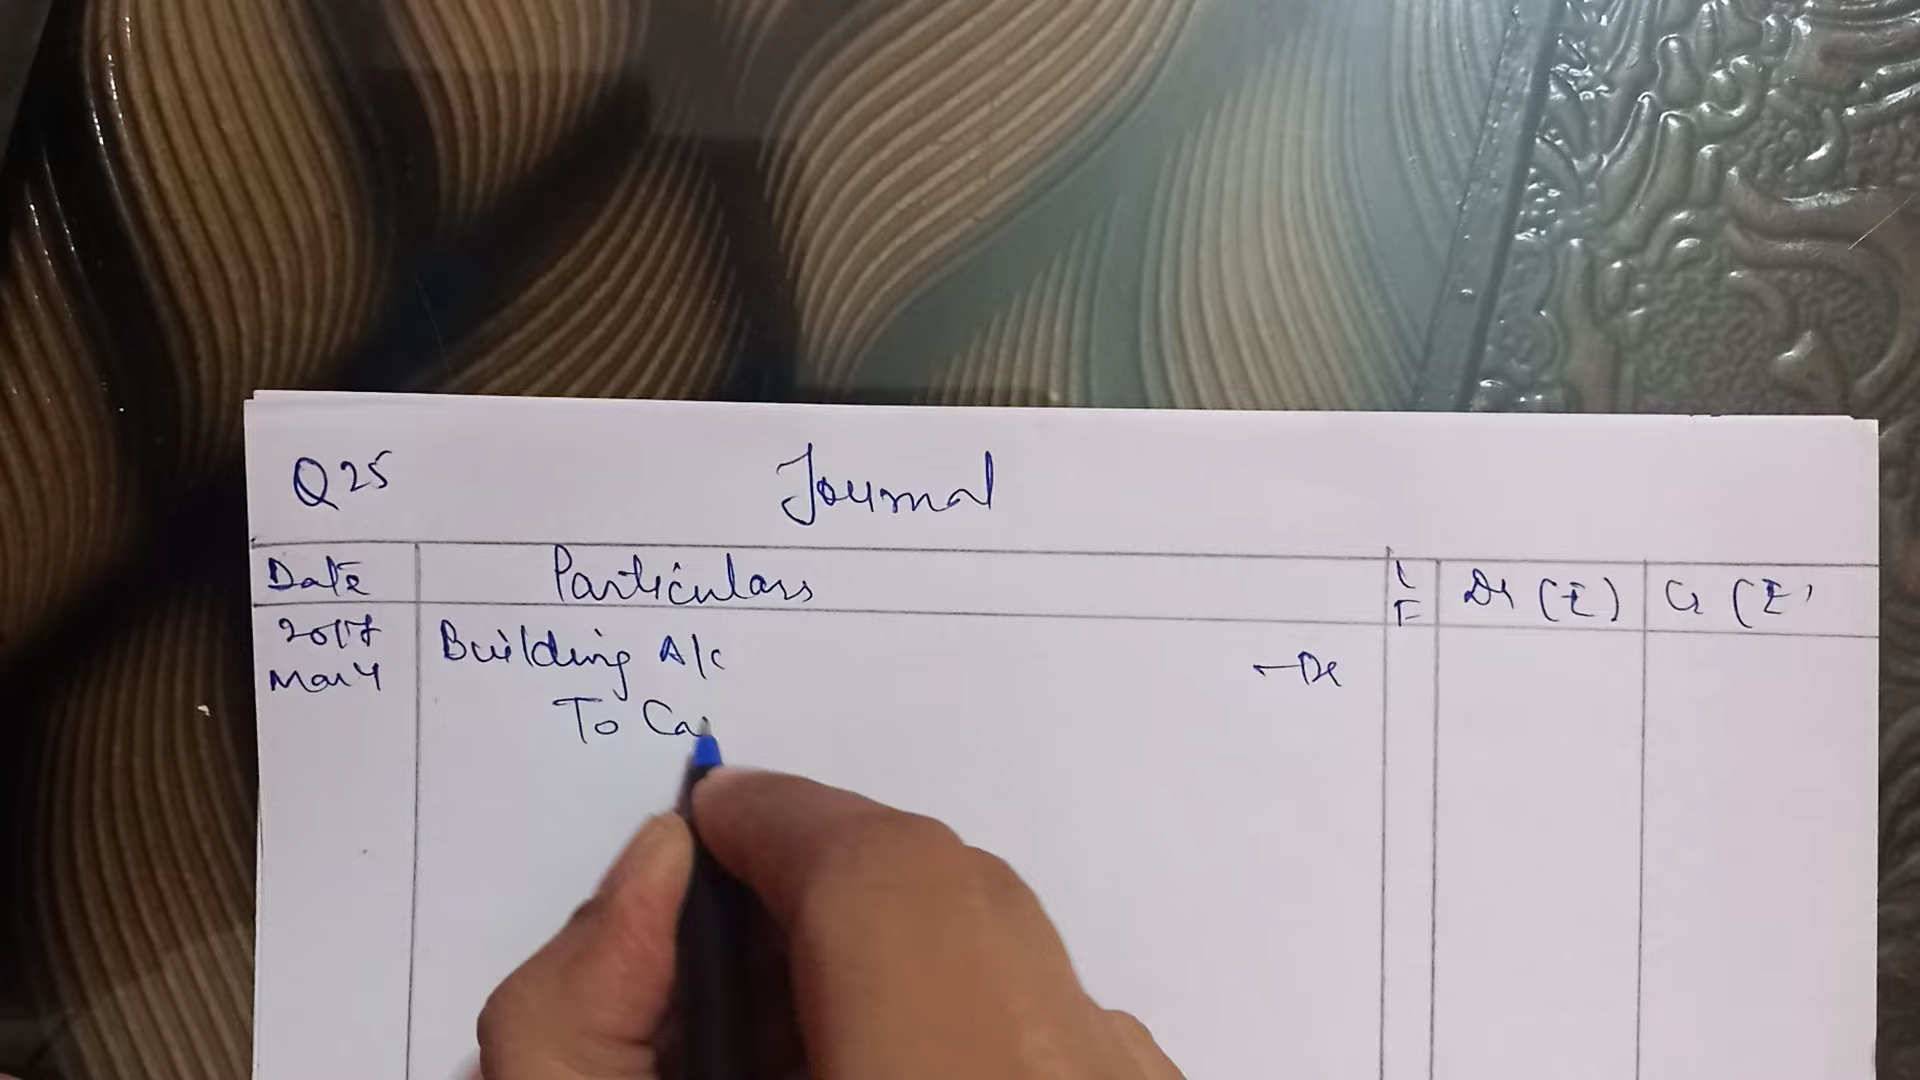 Q25
Journal
Date Particulars L F Dr (₹) Cr (₹)
2017 Building A/c —Dr
Mar 4
To Ca